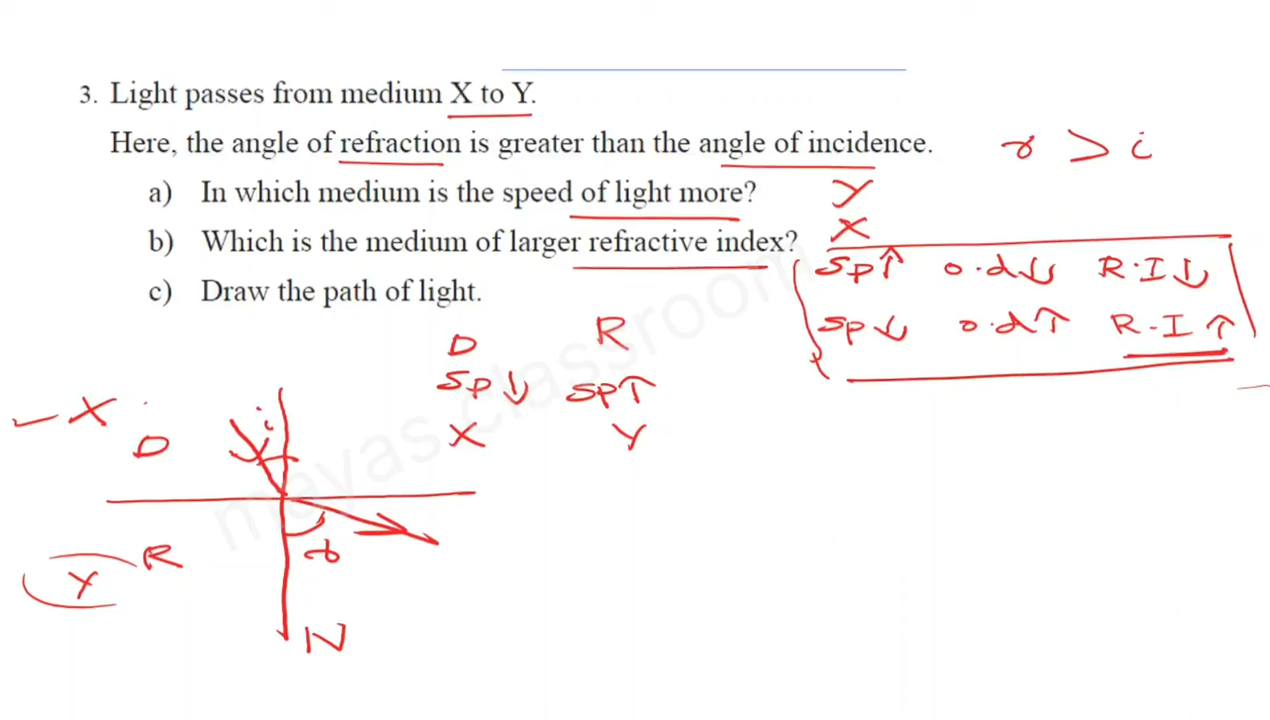 3. Light passes from medium X to Y.
Here, the angle of refraction is greater than the angle of incidence. r > i
a) In which medium is the speed of light more? Y
b) Which is the medium of larger refractive index? X
Sp↑ o.d↓ R.I↓
c) Draw the path of light.
Sp↓ o.d↑ R.I↑
D R
Sp↓ Sp↑
X Y
X
D
i
R
Y
r
N
mayas classroom